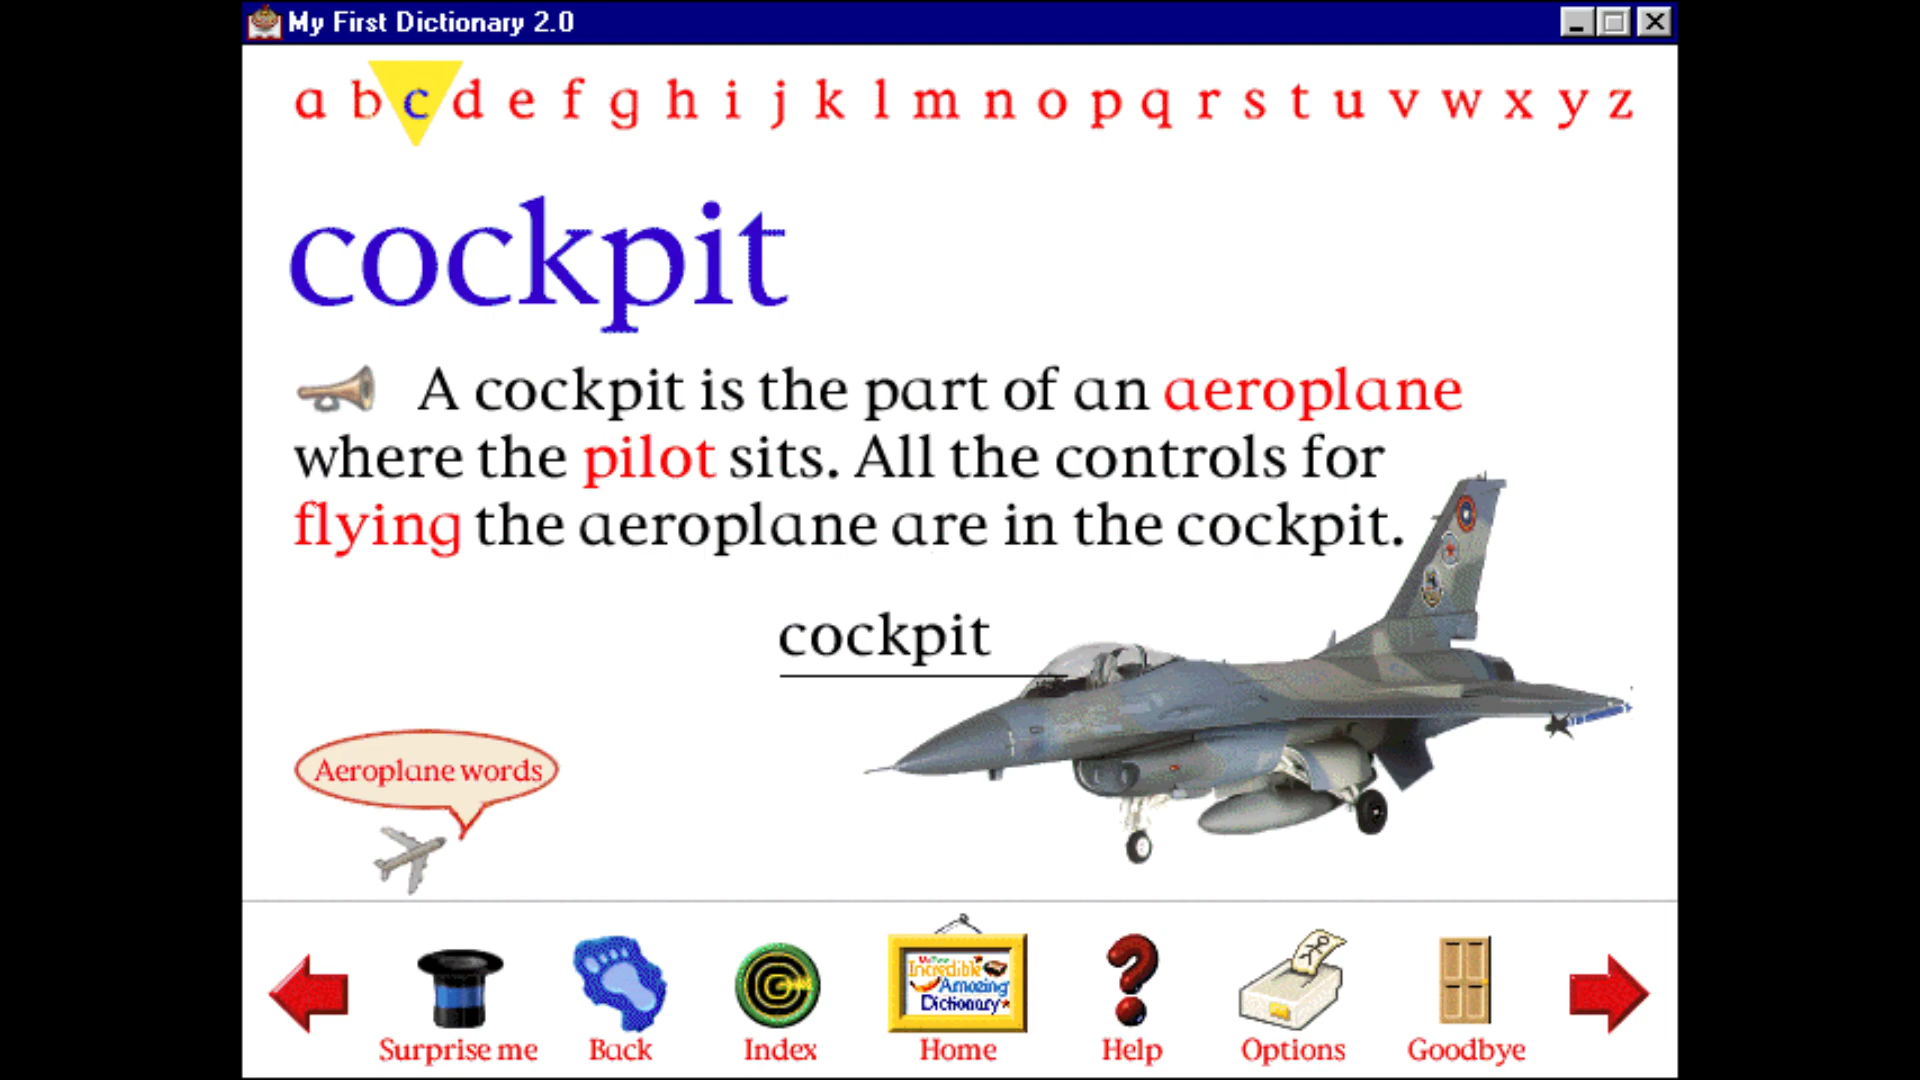 My First Dictionary 2.0
a b c d e f g h i j k l m n o p q r s t u v w x y z
cockpit
A cockpit is the part of an aeroplane
where the pilot sits. All the controls for
flying the aeroplane are in the cockpit.
cockpit
Aeroplane words
My First
Incredible
Amazing
Dictionary
Surprise me
Back
Index
Home
Help
Options
Goodbye